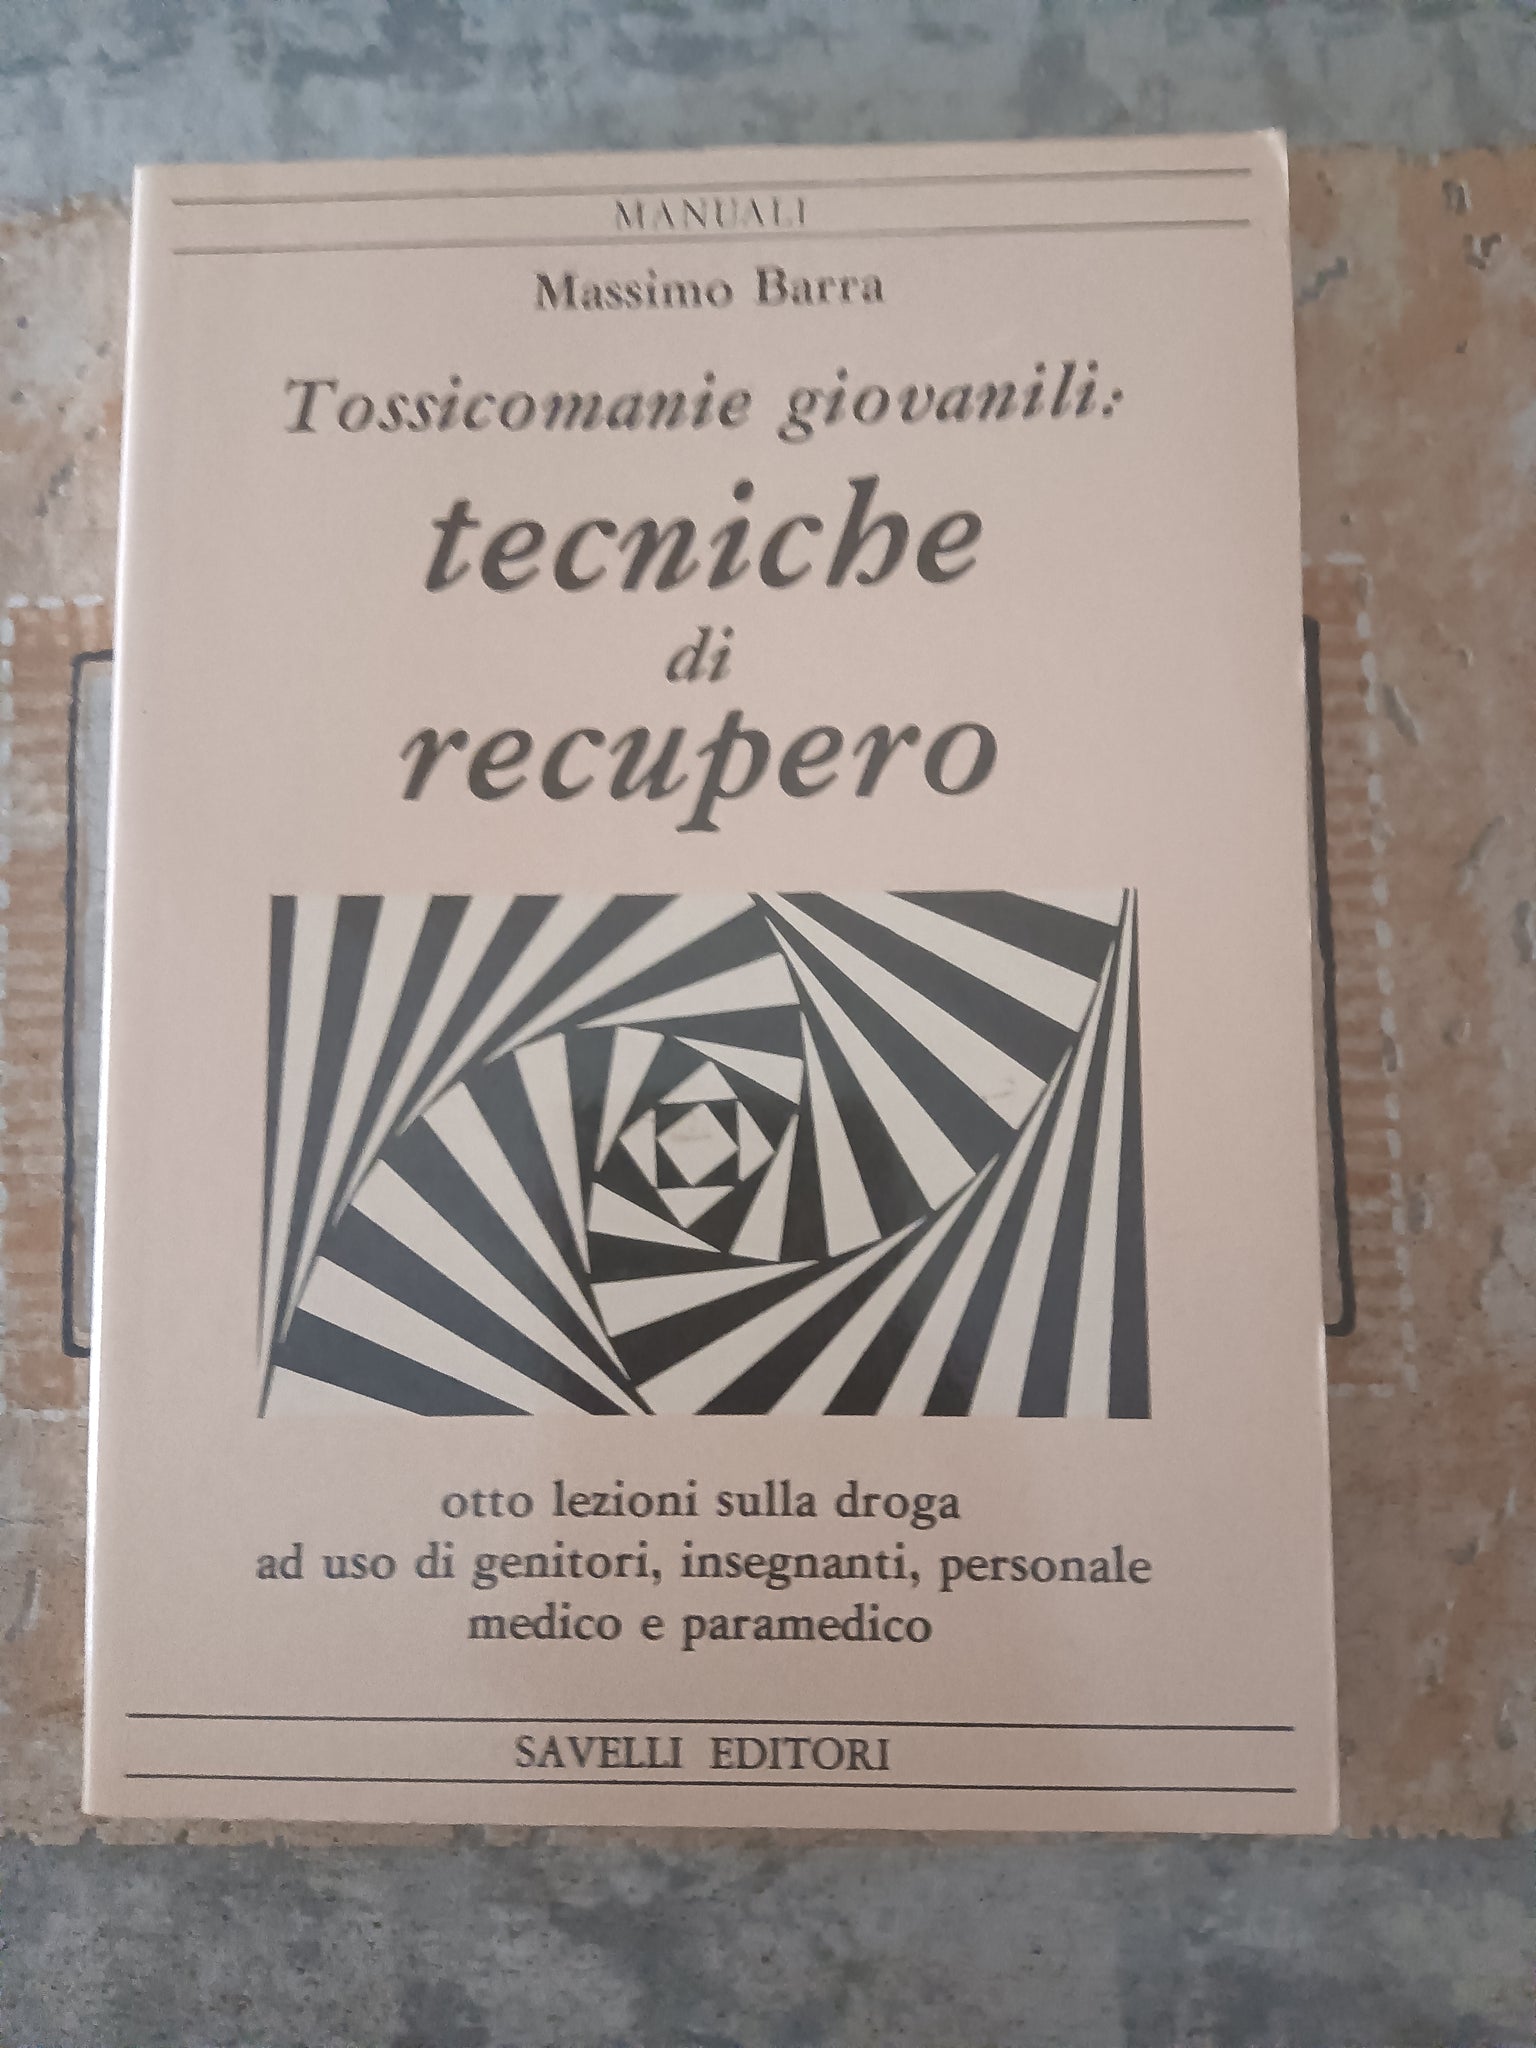 MANUALI
Massimo Barra
Tossicomanie giovanili:
tecniche
di
recupero
otto lezioni sulla droga
ad uso di genitori, insegnanti, personale
medico e paramedico
SAVELLI EDITORI